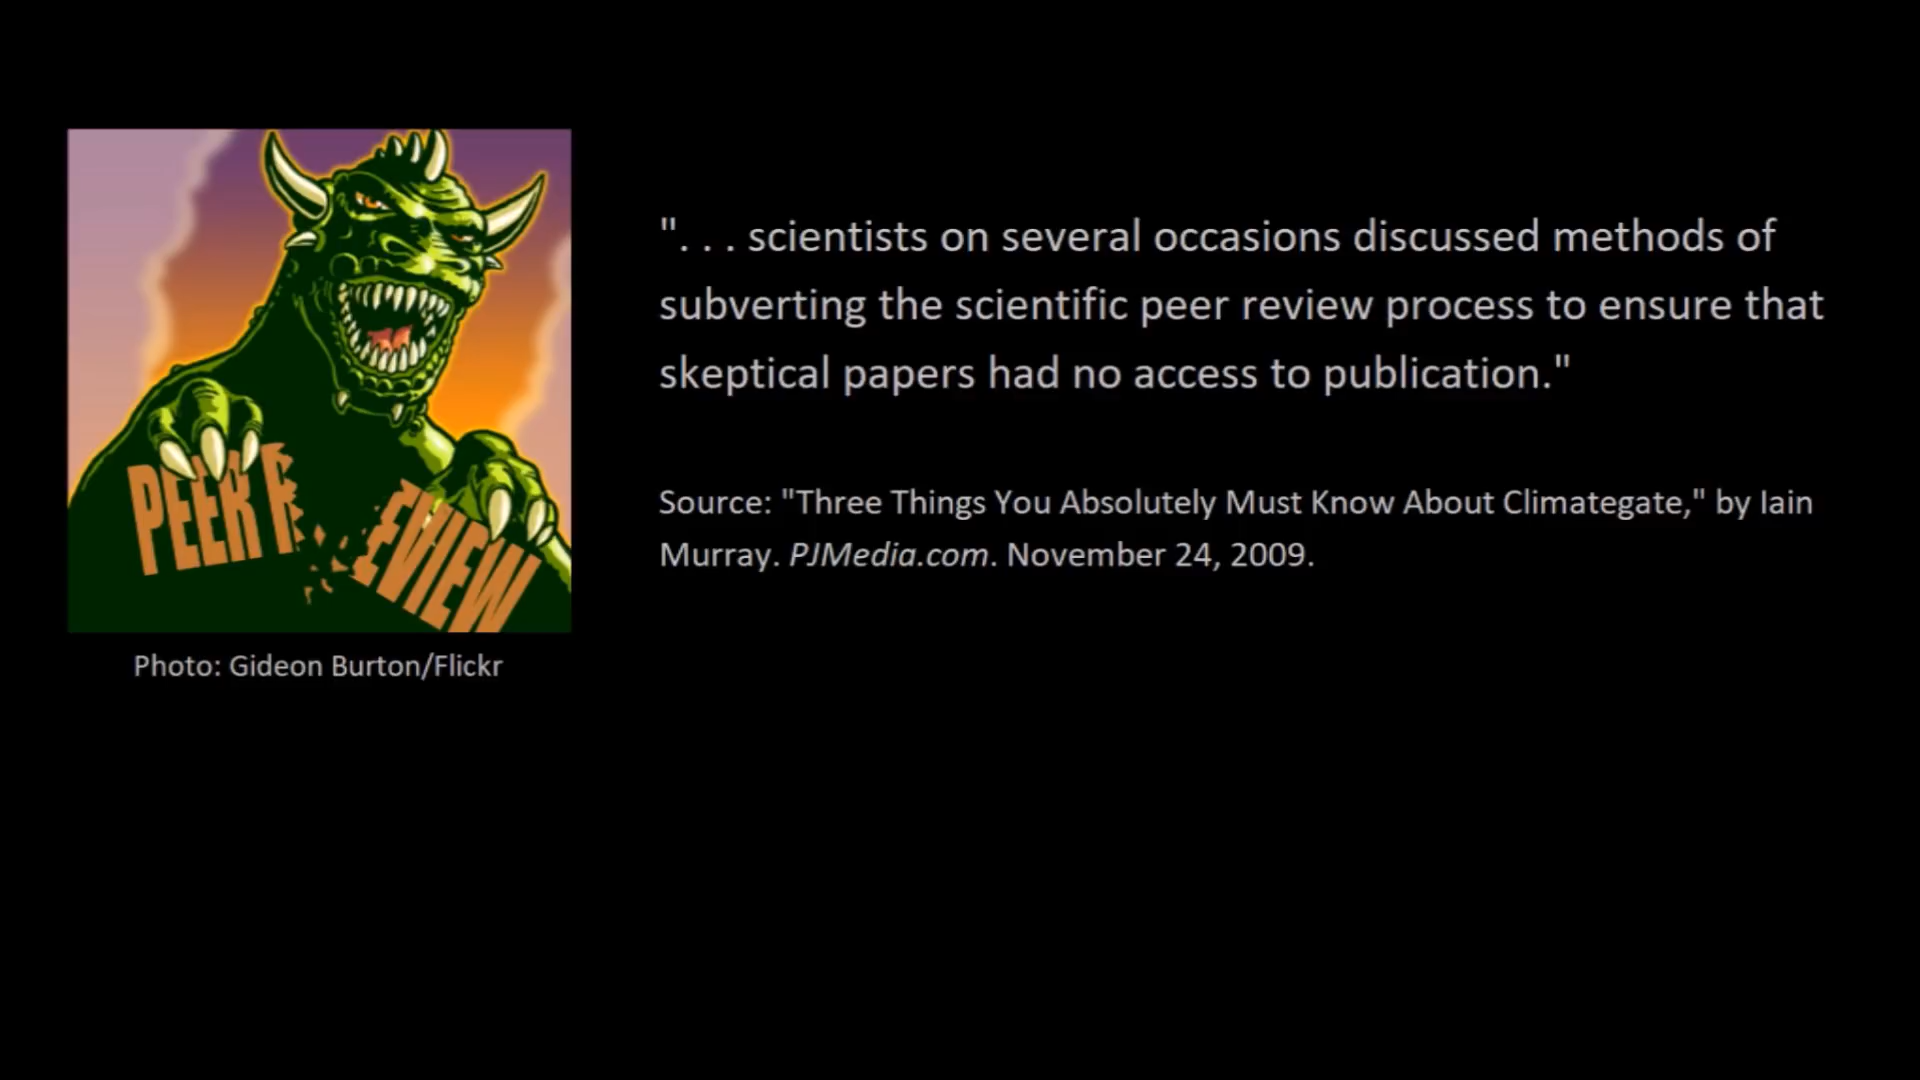 PEER REVIEW
Photo: Gideon Burton/Flickr
". . . scientists on several occasions discussed methods of
subverting the scientific peer review process to ensure that
skeptical papers had no access to publication."
Source: "Three Things You Absolutely Must Know About Climategate," by Iain
Murray. PJMedia.com. November 24, 2009.